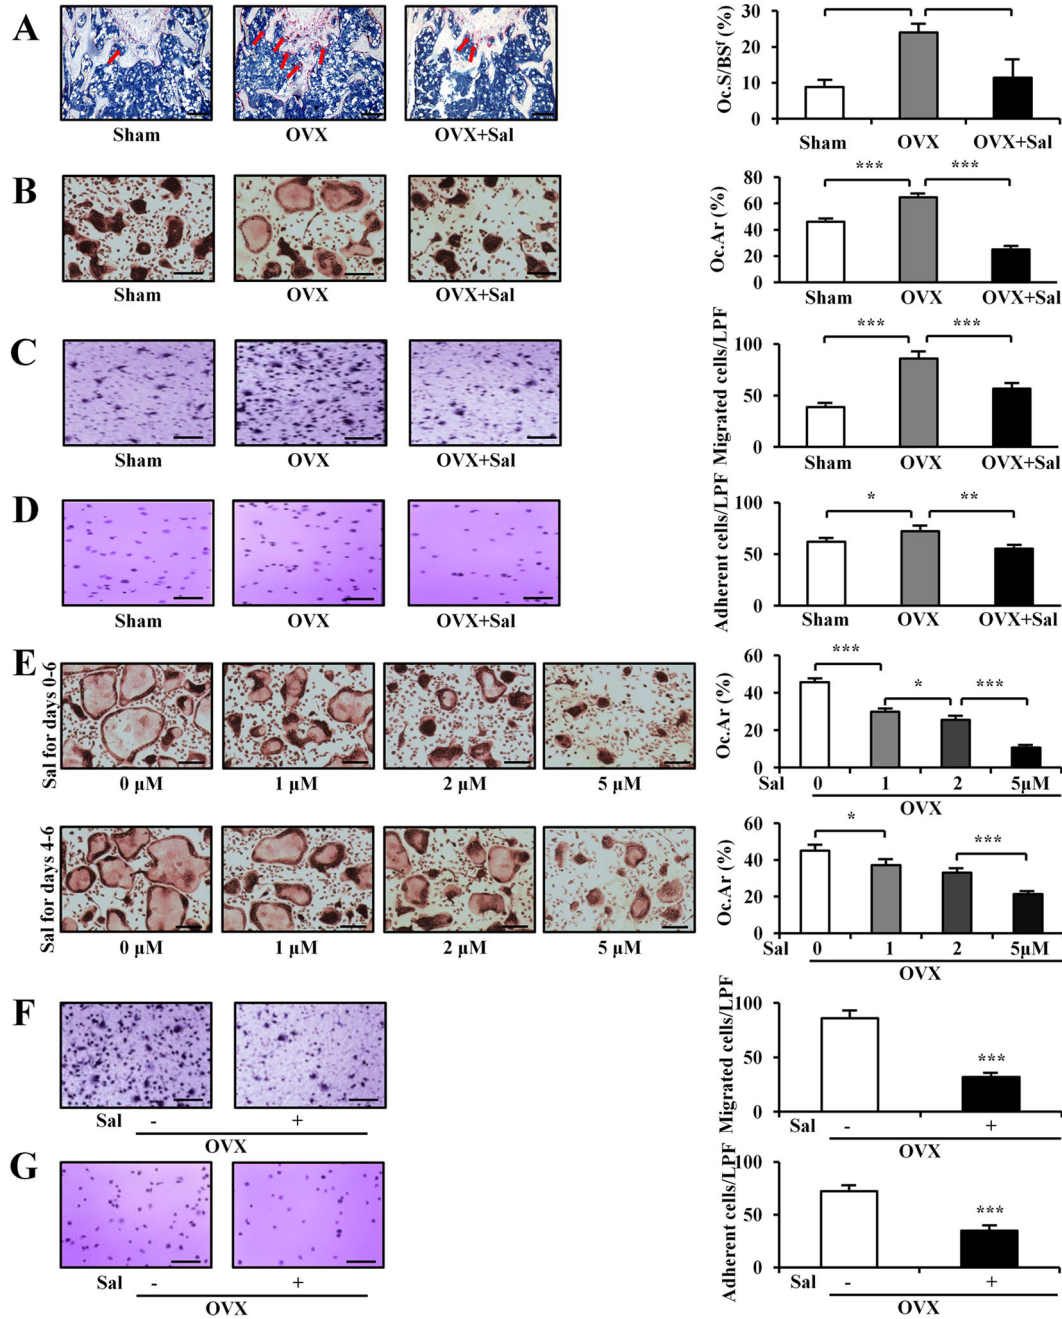 A
Sham
OVX
OVX+Sal
Oc.S/BSf (%)
30
20
10
0
Sham
OVX
OVX+Sal
B
Sham
OVX
OVX+Sal
Oc.Ar (%)
80
60
40
20
0
***
***
Sham
OVX
OVX+Sal
C
Sham
OVX
OVX+Sal
Migrated cells/LPF
100
50
0
***
***
Sham
OVX
OVX+Sal
D
Sham
OVX
OVX+Sal
Adherent cells/LPF
100
50
0
*
**
Sham
OVX
OVX+Sal
E
Sal for days 0-6
0 μM
1 μM
2 μM
5 μM
Oc.Ar (%)
60
40
20
0
***
*
***
Sal 0 1 2 5μM
OVX
Sal for days 4-6
0 μM
1 μM
2 μM
5 μM
Oc.Ar (%)
60
40
20
0
*
***
Sal 0 1 2 5μM
OVX
F
Sal - +
OVX
Migrated cells/LPF
100
50
0
***
Sal - +
OVX
G
Sal - +
OVX
Adherent cells/LPF
100
50
0
***
Sal - +
OVX